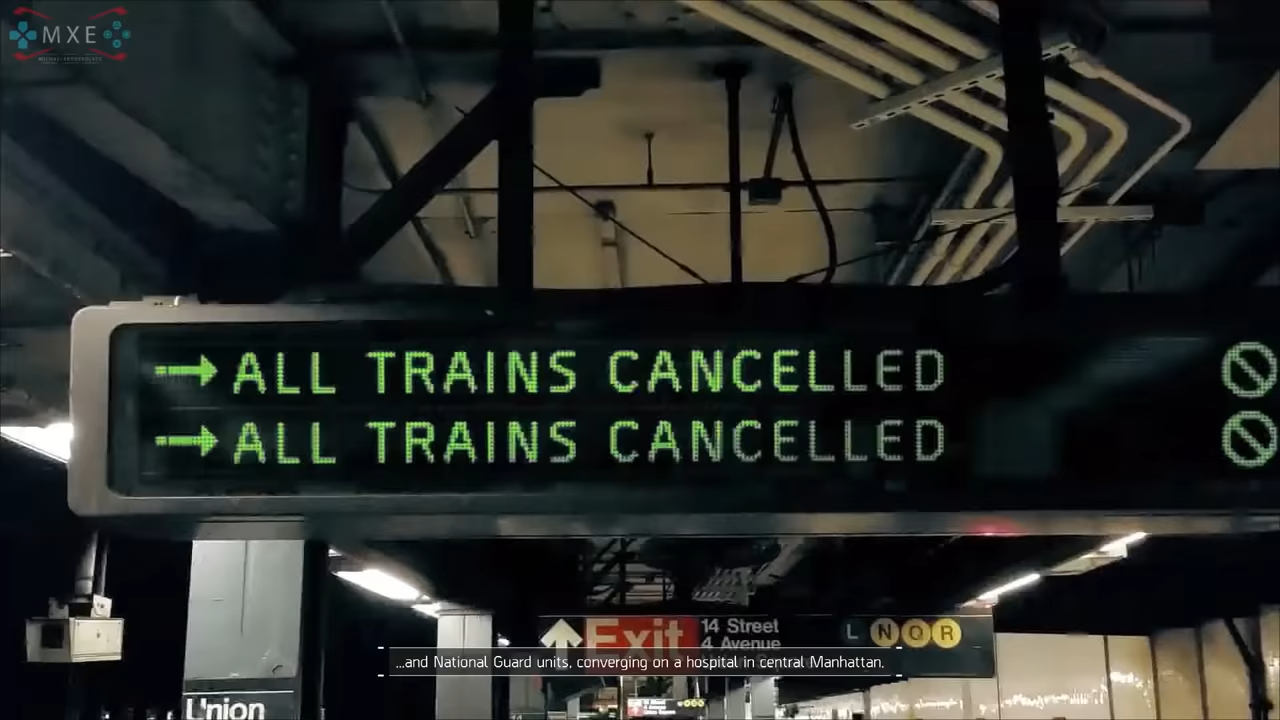 MXE
→ALL TRAINS CANCELLED
→ALL TRAINS CANCELLED
Exit
14 Street
4 Avenue
L N Q R
...and National Guard units, converging on a hospital in central Manhattan.
Union